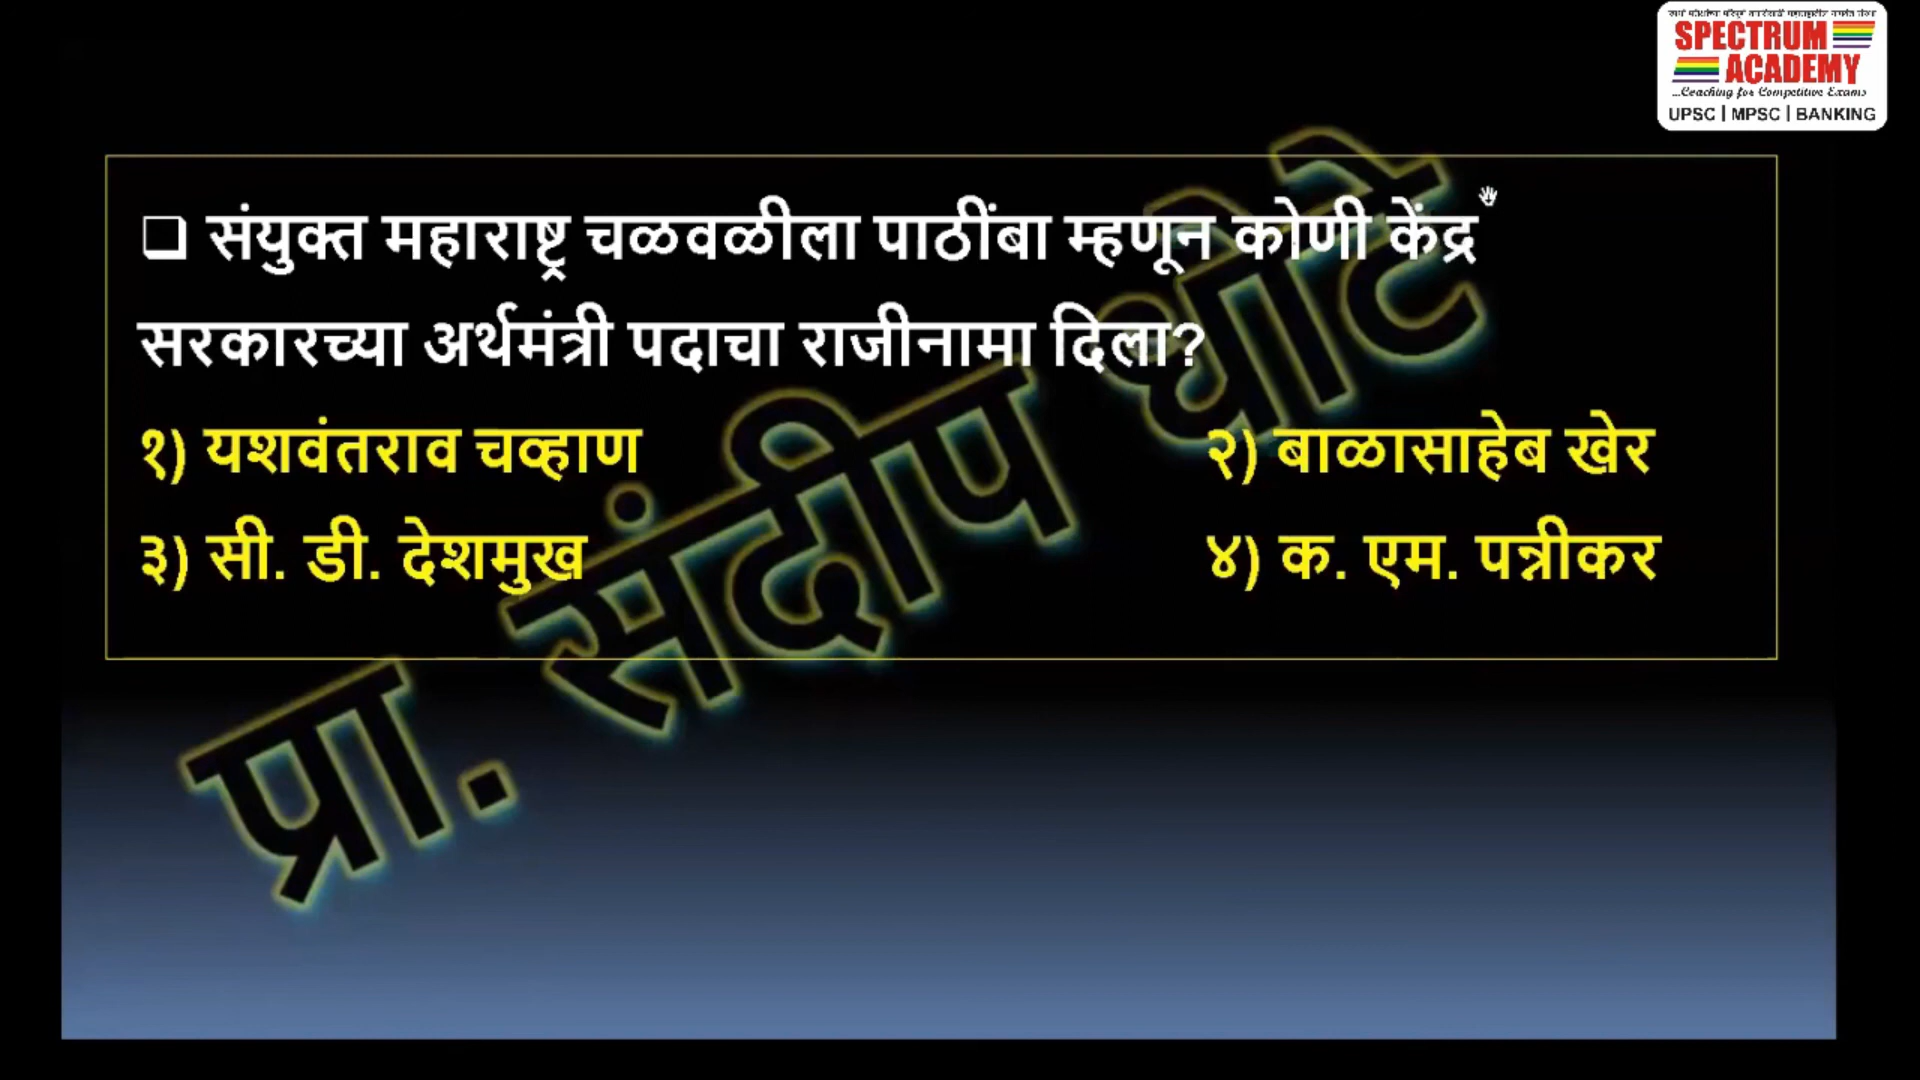 SPECTRUM
ACADEMY
...Coaching for Competitive Exams
UPSC | MPSC | BANKING
❑ संयुक्त महाराष्ट्र चळवळीला पाठींबा म्हणून कोणी केंद्र
सरकारच्या अर्थमंत्री पदाचा राजीनामा दिला?
१) यशवंतराव चव्हाण २) बाळासाहेब खेर
३) सी. डी. देशमुख ४) क. एम. पन्नीकर
प्रा. संदीप धोटे